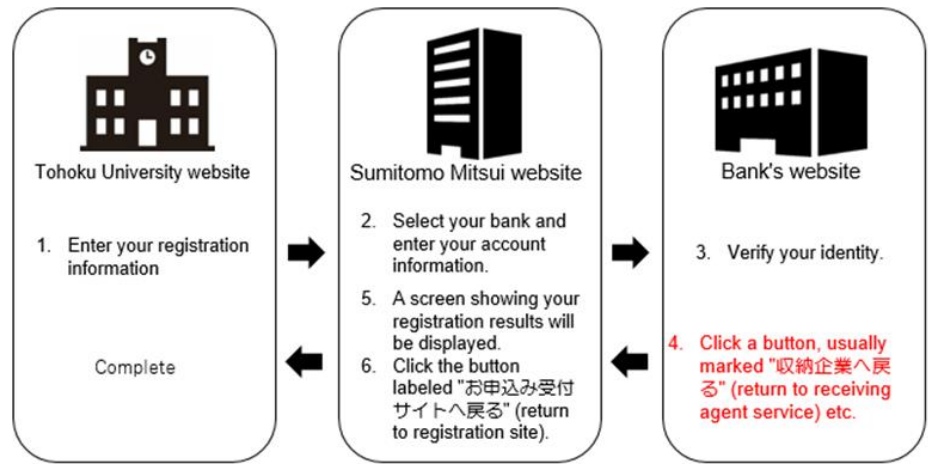 Tohoku University website
1. Enter your registration
information
Complete
Sumitomo Mitsui website
2. Select your bank and
enter your account
information.
5. A screen showing your
registration results will
be displayed.
6. Click the button
labeled "お申込み受付
サイトへ戻る" (return
to registration site).
Bank's website
3. Verify your identity.
4. Click a button, usually
marked "収納企業へ戻
る" (return to receiving
agent service) etc.